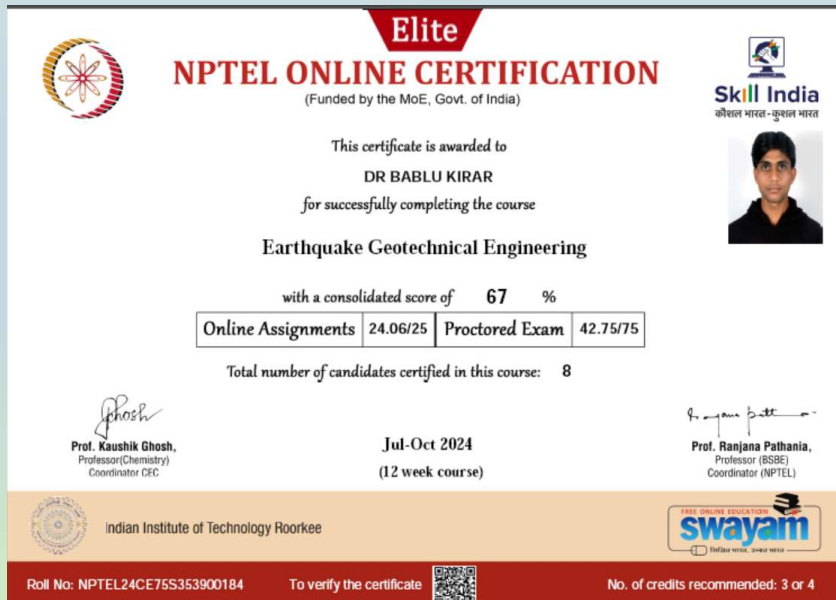 Elite
NPTEL ONLINE CERTIFICATION
(Funded by the MoE, Govt. of India)
Skill India
कौशल भारत-कुशल भारत
This certificate is awarded to
DR BABLU KIRAR
for successfully completing the course
Earthquake Geotechnical Engineering
with a consolidated score of 67 %
Online Assignments 24.06/25 Proctored Exam 42.75/75
Total number of candidates certified in this course: 8
Prof. Kaushik Ghosh,
Professor(Chemistry)
Coordinator CEC
Jul-Oct 2024
(12 week course)
Prof. Ranjana Pathania,
Professor (BSBE)
Coordinator (NPTEL)
Indian Institute of Technology Roorkee
FREE ONLINE EDUCATION
swayam
शिक्षित भारत, उन्नत भारत
Roll No: NPTEL24CE75S353900184
To verify the certificate
No. of credits recommended: 3 or 4